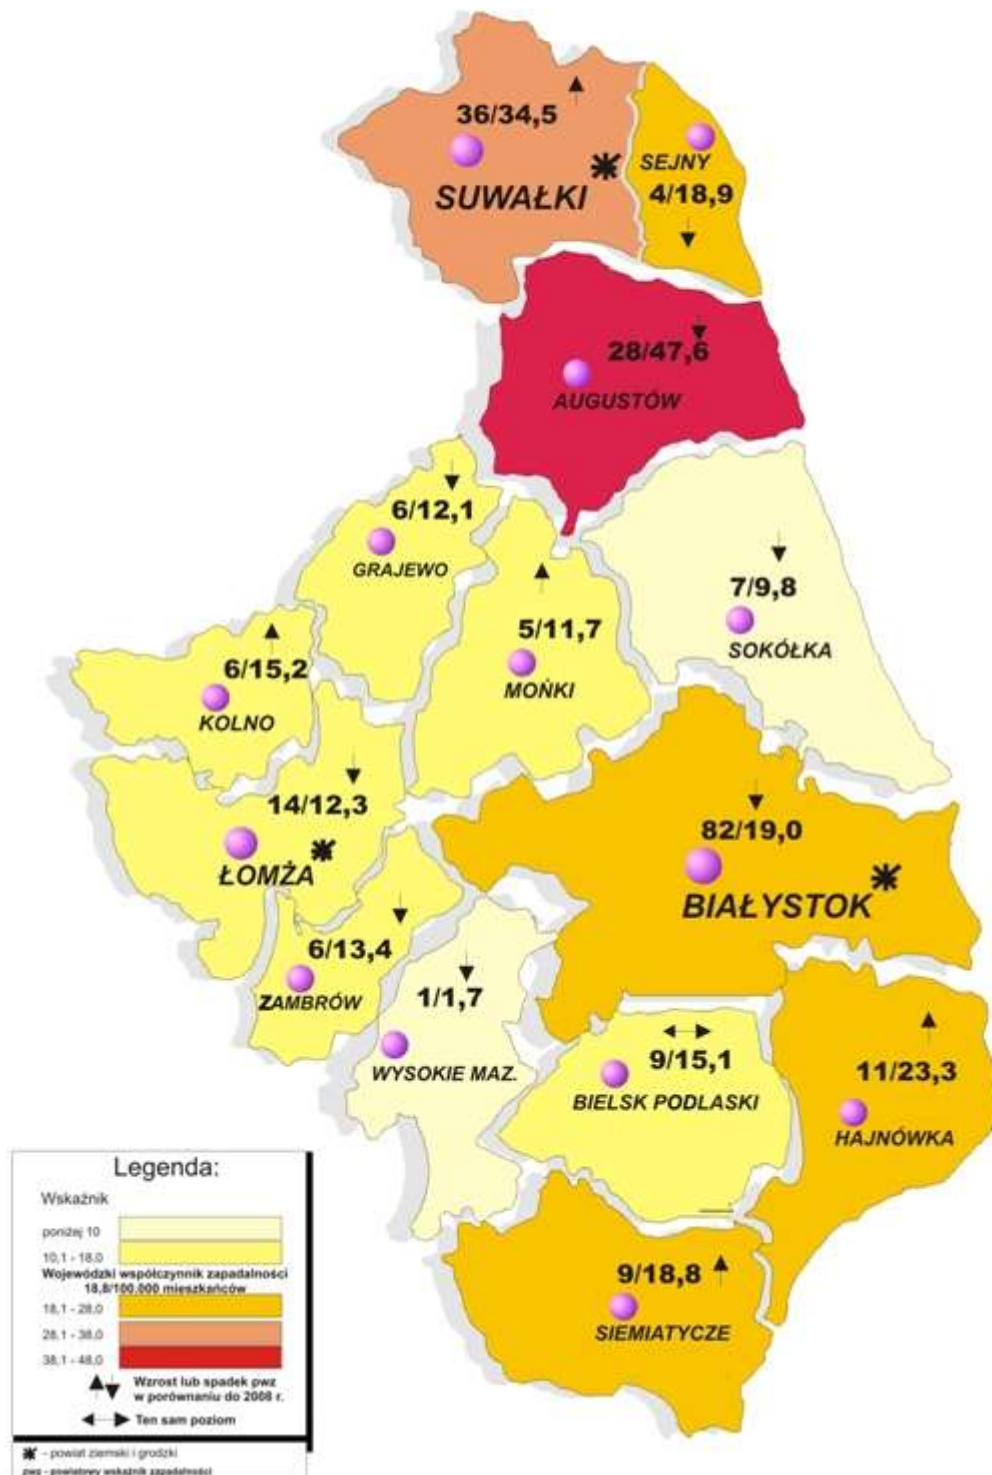 36/34,5
SUWAŁKI
SEJNY
4/18,9
28/47,6
AUGUSTÓW
6/12,1
GRAJEWO
7/9,8
SOKÓŁKA
5/11,7
MOŃKI
6/15,2
KOLNO
14/12,3
ŁOMŻA
82/19,0
BIAŁYSTOK
6/13,4
ZAMBRÓW
1/1,7
WYSOKIE MAZ.
9/15,1
BIELSK PODLASKI
11/23,3
HAJNÓWKA
9/18,8
SIEMIATYCZE
Legenda:
Wskaźnik
poniżej 10
10,1 - 18,0
Wojewódzki współczynnik zapadalności
18,8/100.000 mieszkańców
18,1 - 28,0
28,1 - 38,0
38,1 - 48,0
Wzrost lub spadek pwz
w porównaniu do 2008 r.
Ten sam poziom
- powiat ziemski i grodzki
pwz - powiatowy wskaźnik zapadalności